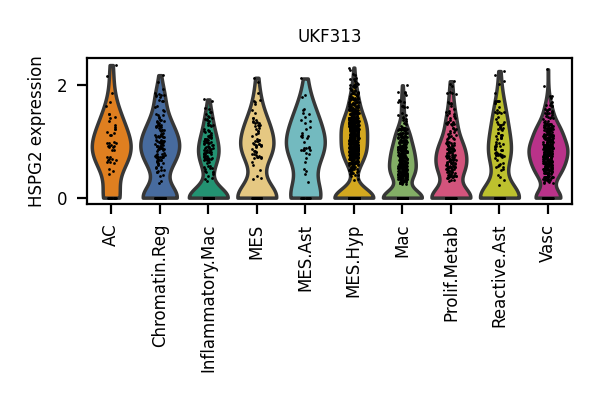 UKF313
HSPG2 expression
2
0
AC
Chromatin.Reg
Inflammatory.Mac
MES
MES.Ast
MES.Hyp
Mac
Prolif.Metab
Reactive.Ast
Vasc